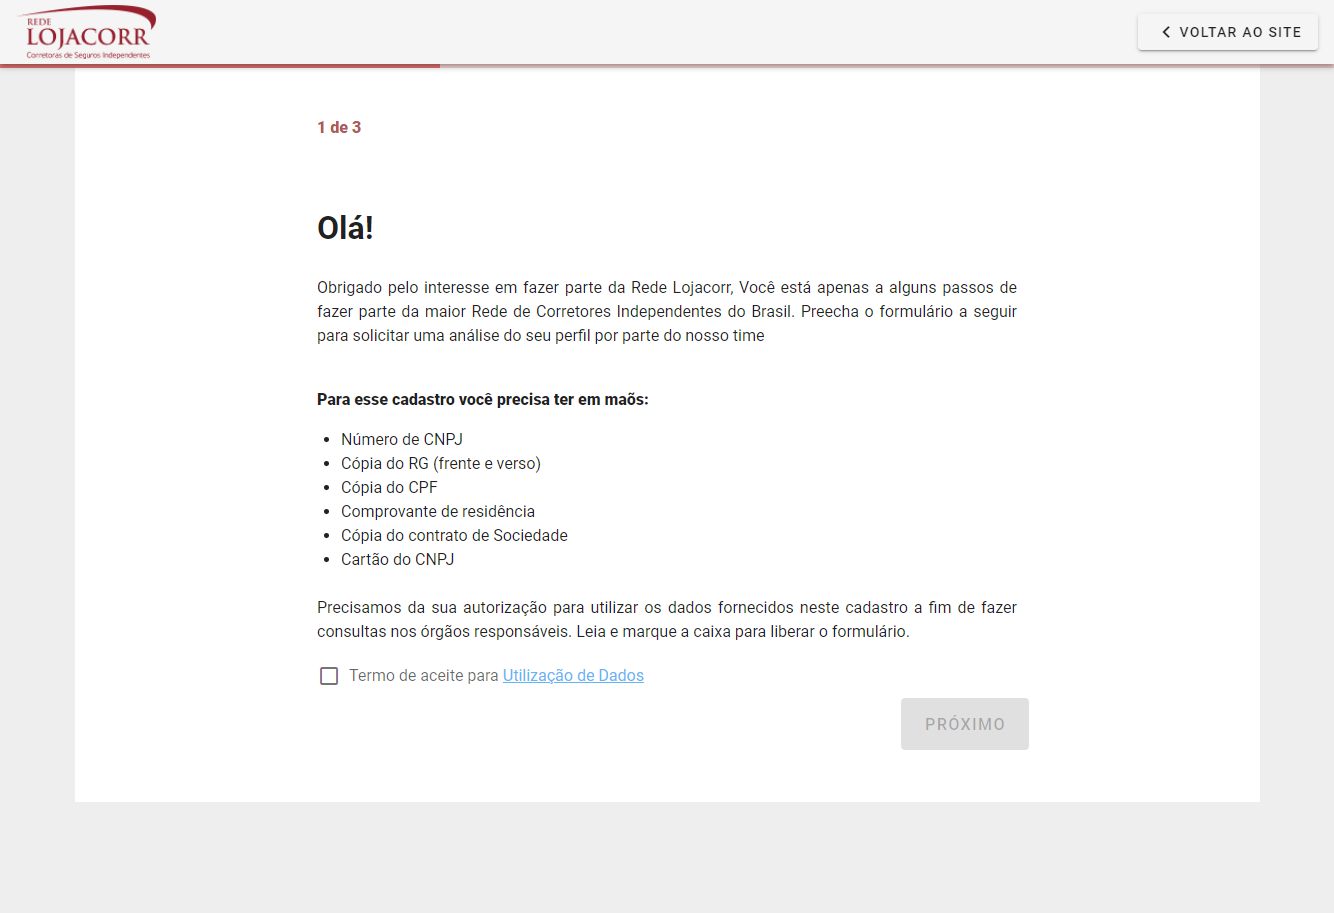 REDE
LOJACORR
Corretoras de Seguros Independentes
VOLTAR AO SITE
1 de 3
Olá!
Obrigado pelo interesse em fazer parte da Rede Lojacorr, Você está apenas a alguns passos de
fazer parte da maior Rede de Corretores Independentes do Brasil. Preecha o formulário a seguir
para solicitar uma análise do seu perfil por parte do nosso time
Para esse cadastro você precisa ter em maõs:
Número de CNPJ
Cópia do RG (frente e verso)
Cópia do CPF
Comprovante de residência
Cópia do contrato de Sociedade
Cartão do CNPJ
Precisamos da sua autorização para utilizar os dados fornecidos neste cadastro a fim de fazer
consultas nos órgãos responsáveis. Leia e marque a caixa para liberar o formulário.
Termo de aceite para Utilização de Dados
PRÓXIMO